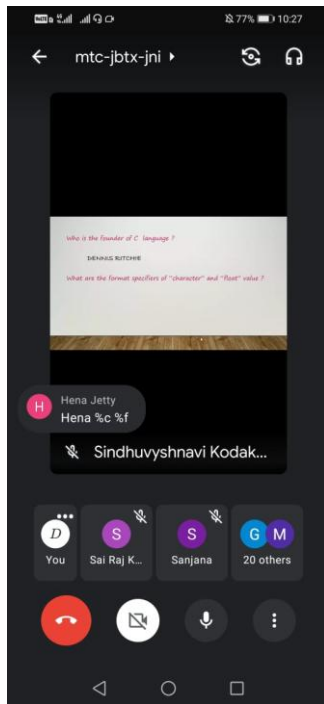 77% 10:27
mtc-jbtx-jni
Who is the founder of C language ?
DENNIS RITCHIE
What are the format specifiers of "character" and "float" value ?
H
Hena Jetty
Hena %c %f
Sindhuvyshnavi Kodak...
D S S G M
You Sai Raj K... Sanjana 20 others